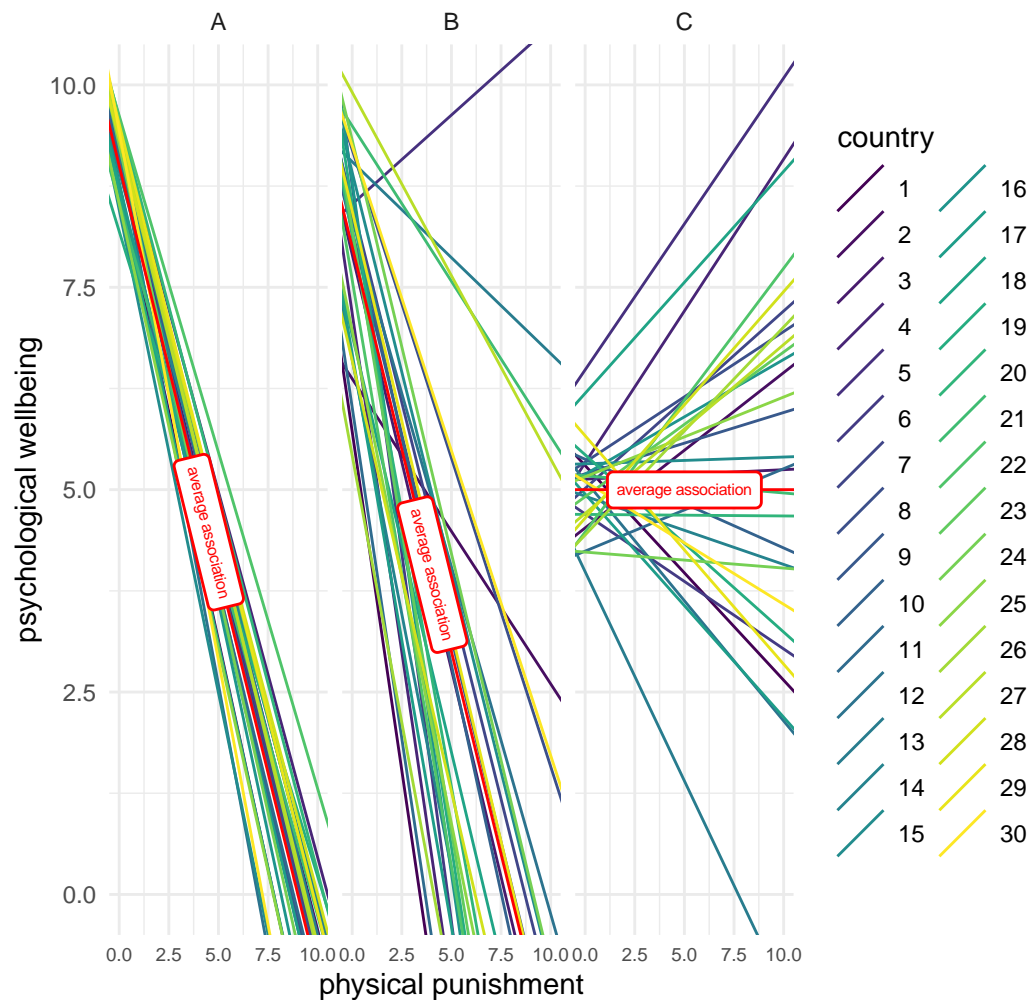 A B C
psychological wellbeing
10.0
7.5
5.0
2.5
0.0
average association
average association
average association
0.0 2.5 5.0 7.5 10.0 0.0 2.5 5.0 7.5 10.0 0.0 2.5 5.0 7.5 10.0
physical punishment
country
1 16
2 17
3 18
4 19
5 20
6 21
7 22
8 23
9 24
10 25
11 26
12 27
13 28
14 29
15 30